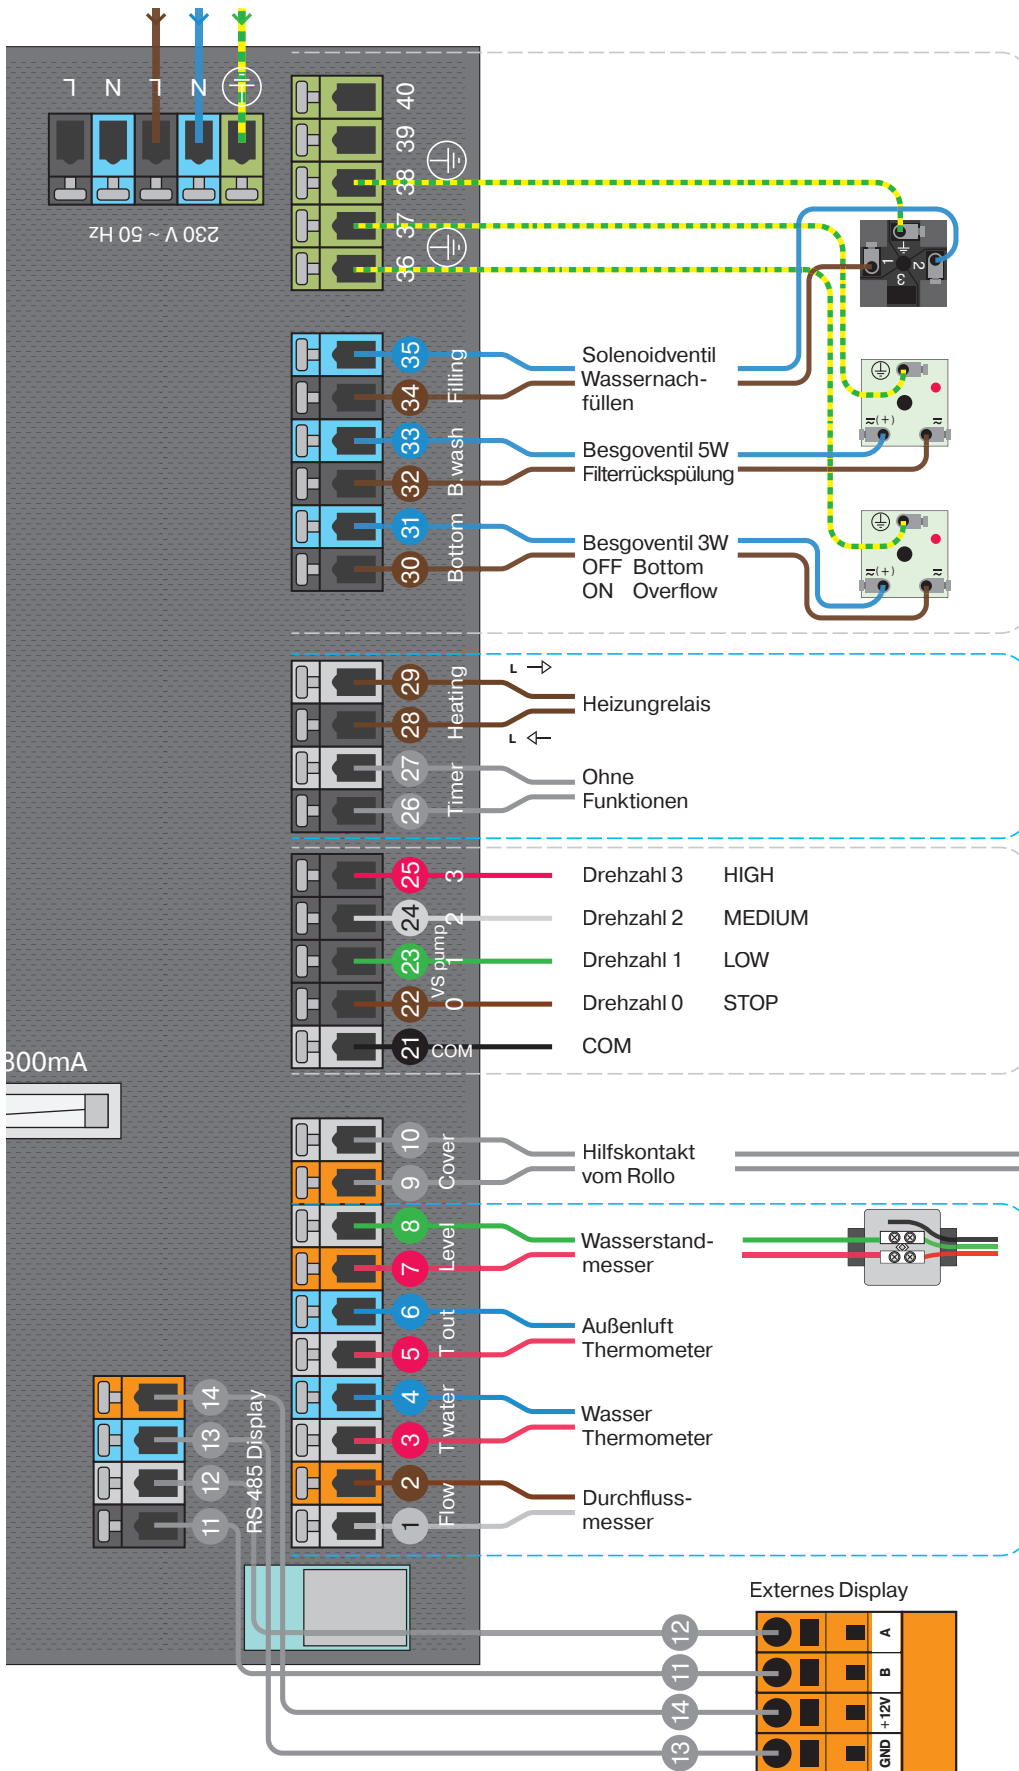 L N L N
230 V ~ 50 Hz
40
39
38
37
36
35
34
Filling
33
32
B.wash
31
30
Bottom
Solenoidventil
Wassernach-
füllen
Besgoventil 5W
Filterrückspülung
Besgoventil 3W
OFF Bottom
ON Overflow
1
2
3
≂(+) ≂
≂(+) ≂
29
28
Heating
27
26
Timer
L
L
Heizungrelais
Ohne
Funktionen
25 3
24 2
23 1
22 0
VS pump
21 COM
Drehzahl 3 HIGH
Drehzahl 2 MEDIUM
Drehzahl 1 LOW
Drehzahl 0 STOP
COM
800mA
10
9
Cover
8
7
Level
6
5
T out
4
3
T water
2
1
Flow
Hilfskontakt
vom Rollo
Wasserstand-
messer
Außenluft
Thermometer
Wasser
Thermometer
Durchfluss-
messer
14
13
12
11
RS 485 Display
Externes Display
12 A
11 B
14 +12V
13 GND